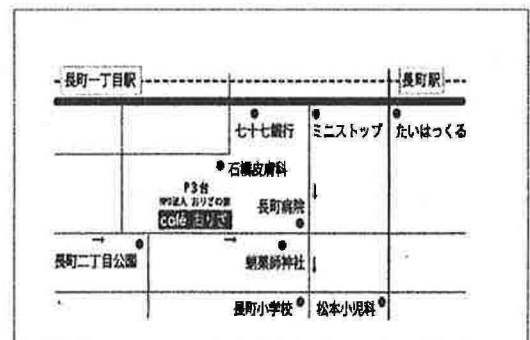 長町一丁目駅
長町駅
七十七銀行
ミニストップ
たいはっくる
石橋皮膚科
P3台
café おりざ
長町病院
長町二丁目公園
蛸薬師神社
長町小学校
松本小児科